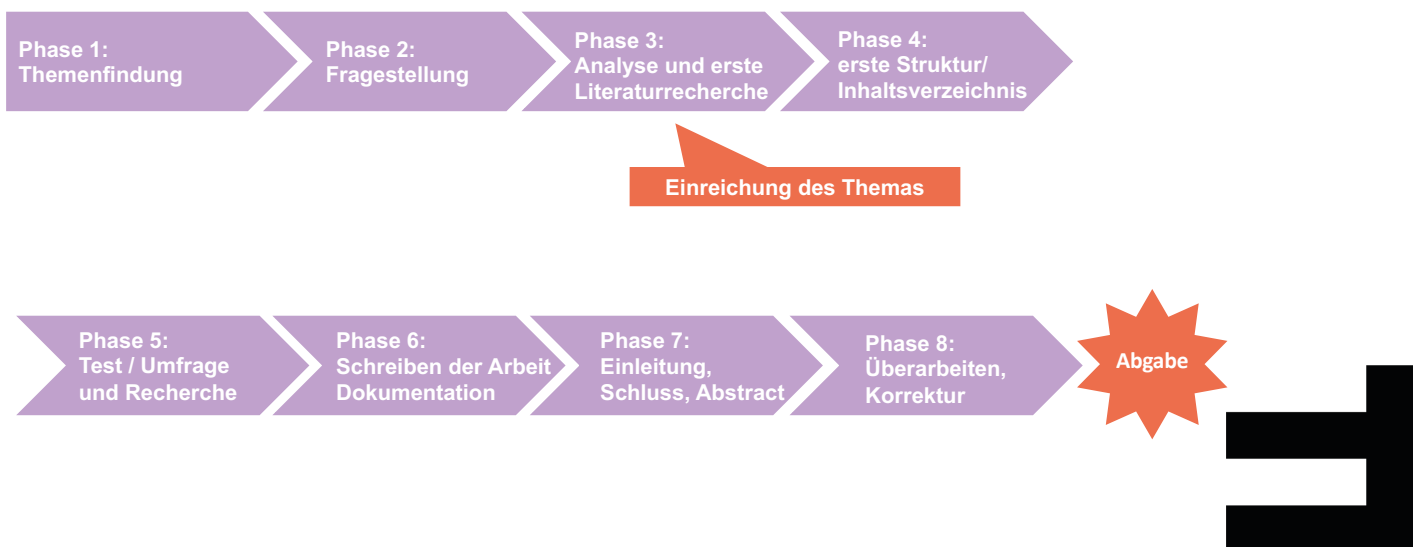 Phase 1:
Themenfindung
Phase 2:
Fragestellung
Phase 3:
Analyse und erste
Literaturrecherche
Phase 4:
erste Struktur/
Inhaltsverzeichnis
Einreichung des Themas
Phase 5:
Test / Umfrage
und Recherche
Phase 6:
Schreiben der Arbeit
Dokumentation
Phase 7:
Einleitung,
Schluss, Abstract
Phase 8:
Überarbeiten,
Korrektur
Abgabe